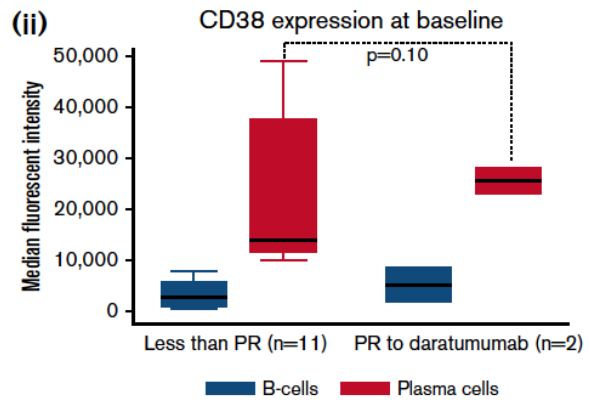 (ii) CD38 expression at baseline
p=0.10
Median fluorescent intensity
50,000
40,000
30,000
20,000
10,000
0
Less than PR (n=11) PR to daratumumab (n=2)
B-cells Plasma cells